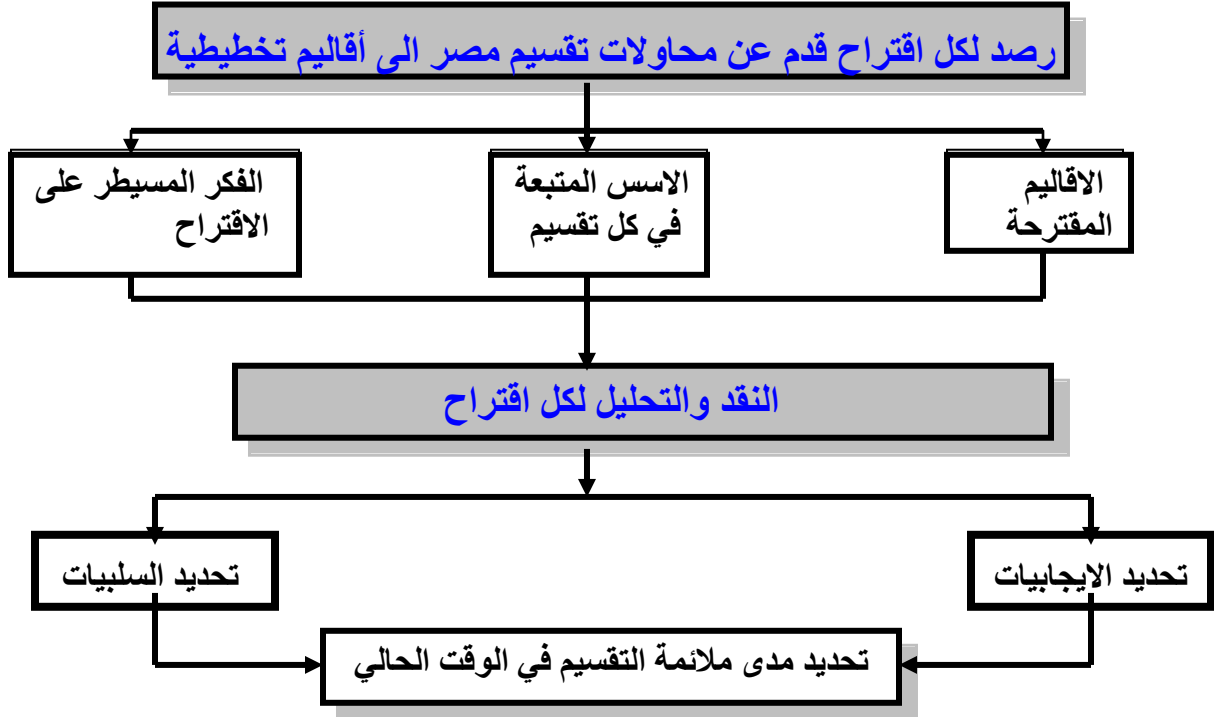 رصد لكل اقتراح قدم عن محاولات تقسيم مصر الى أقاليم تخطيطية
الاقاليم
المقترحة
الاسس المتبعة
في كل تقسيم
الفكر المسيطر على
الاقتراح
النقد والتحليل لكل اقتراح
تحديد الايجابيات
تحديد السلبيات
تحديد مدى ملائمة التقسيم في الوقت الحالي